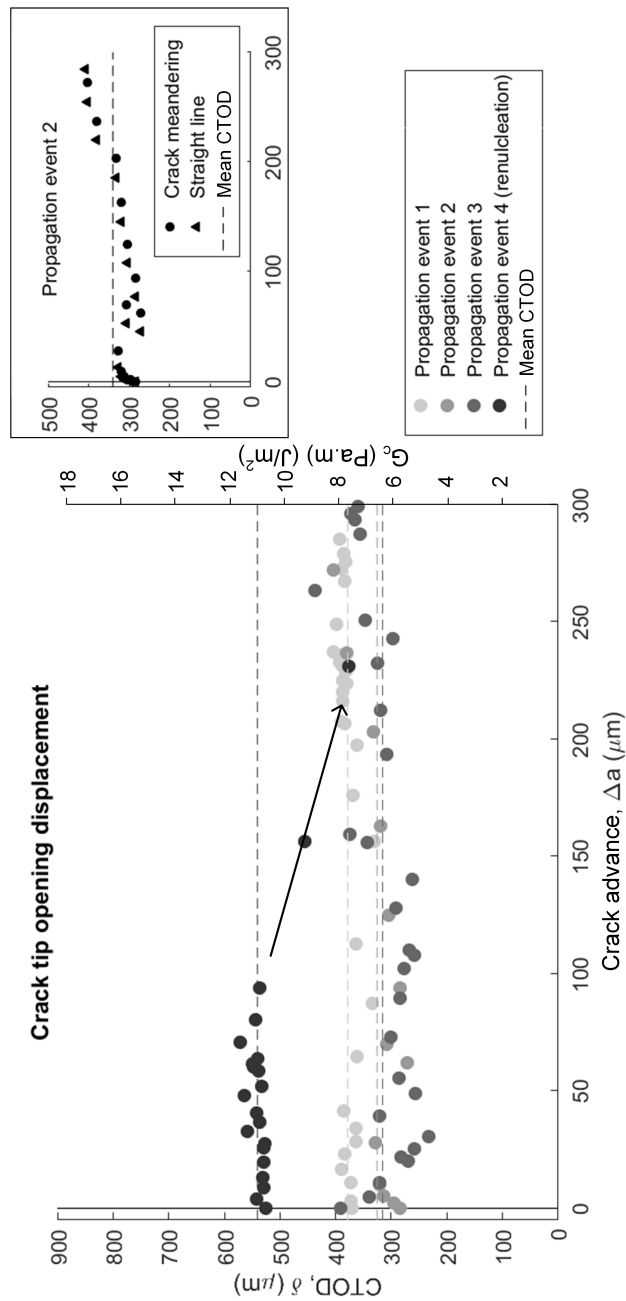 Crack tip opening displacement
CTOD, δ (μm)
900
800
700
600
500
400
300
200
100
0
0
50
100
150
200
250
300
Crack advance, Δa (μm)
18
16
14
12
10
8
6
4
2
G_C (Pa.m) (J/m²)
Propagation event 2
500
400
300
200
100
0
0
100
200
300
Crack meandering
Straight line
Mean CTOD
Propagation event 1
Propagation event 2
Propagation event 3
Propagation event 4 (renulcleation)
Mean CTOD